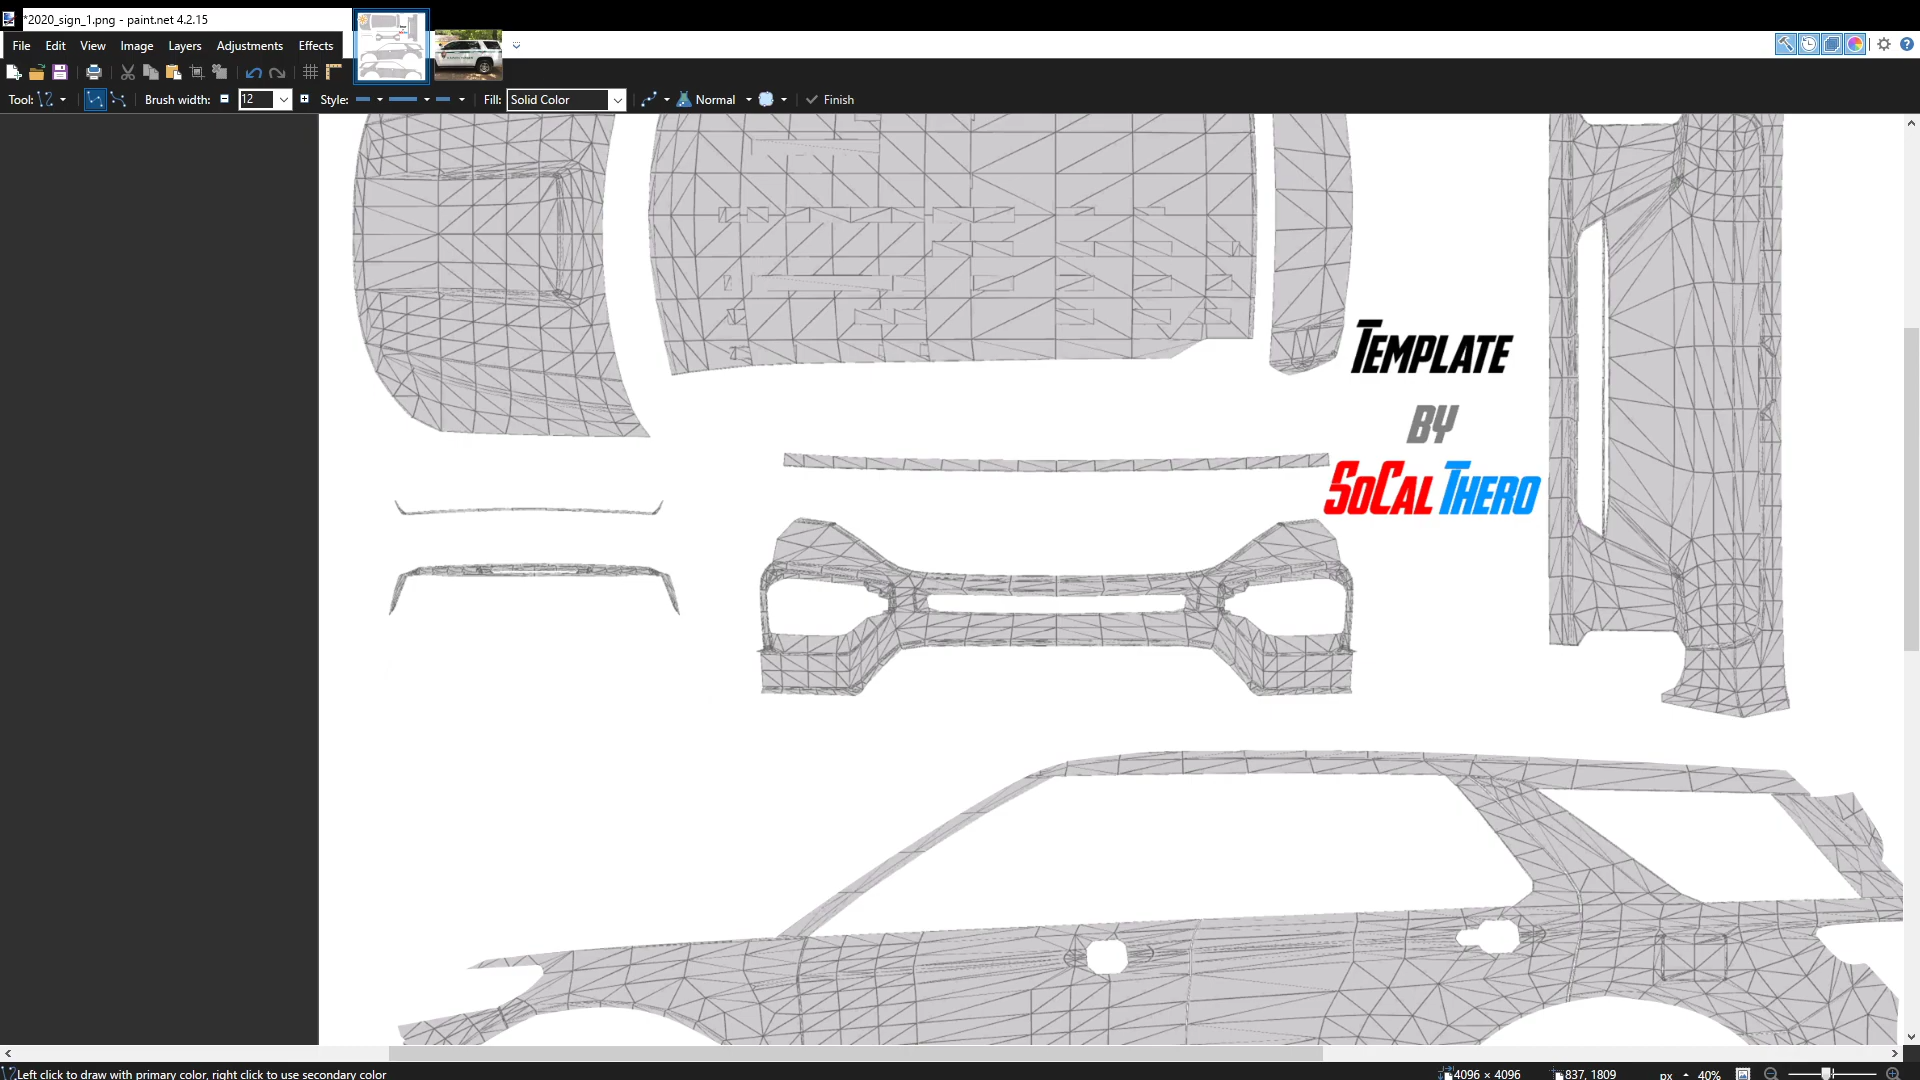 *2020_sign_1.png - paint.net 4.2.15
File Edit View Image Layers Adjustments Effects
Tool: Brush width: 12 Style: Fill: Solid Color Normal Finish
TEMPLATE
BY
SOCAL THERO
Left click to draw with primary color, right click to use secondary color 4096 × 4096 837, 1809 px 40%